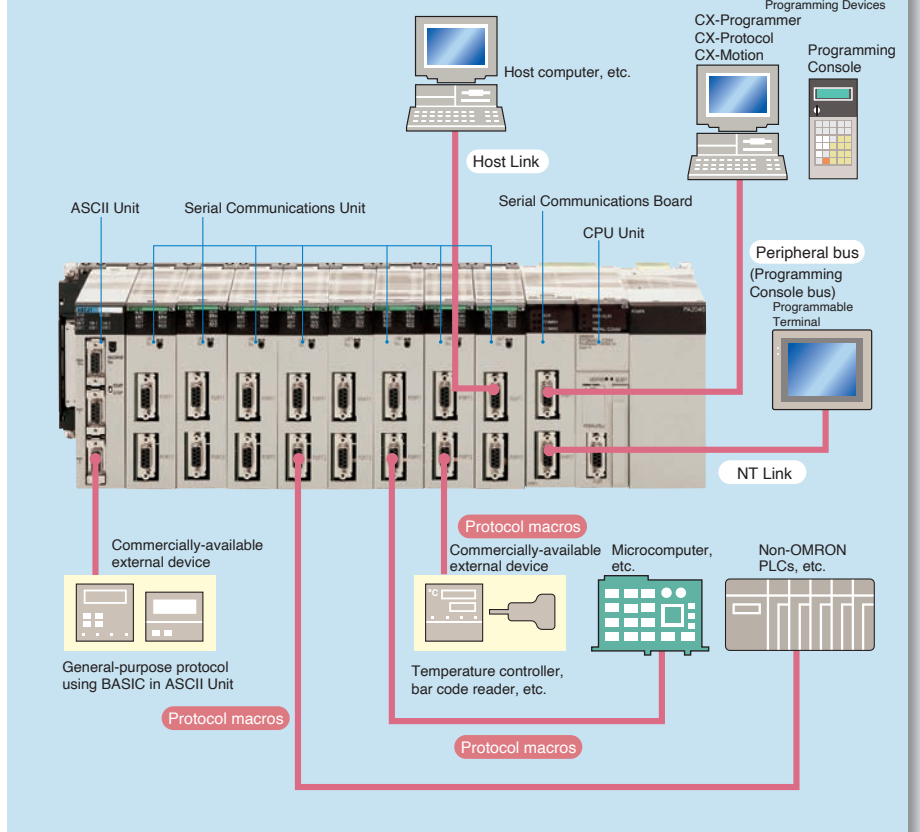 Programming Devices
CX-Programmer
CX-Protocol
CX-Motion
Programming
Console
Host computer, etc.
Host Link
ASCII Unit
Serial Communications Unit
Serial Communications Board
CPU Unit
Peripheral bus
(Programming
Console bus)
Programmable
Terminal
PA204S
NT Link
Protocol macros
Commercially-available
external device
Commercially-available
external device
Microcomputer,
etc.
Non-OMRON
PLCs, etc.
°C
General-purpose protocol
using BASIC in ASCII Unit
Temperature controller,
bar code reader, etc.
Protocol macros
Protocol macros